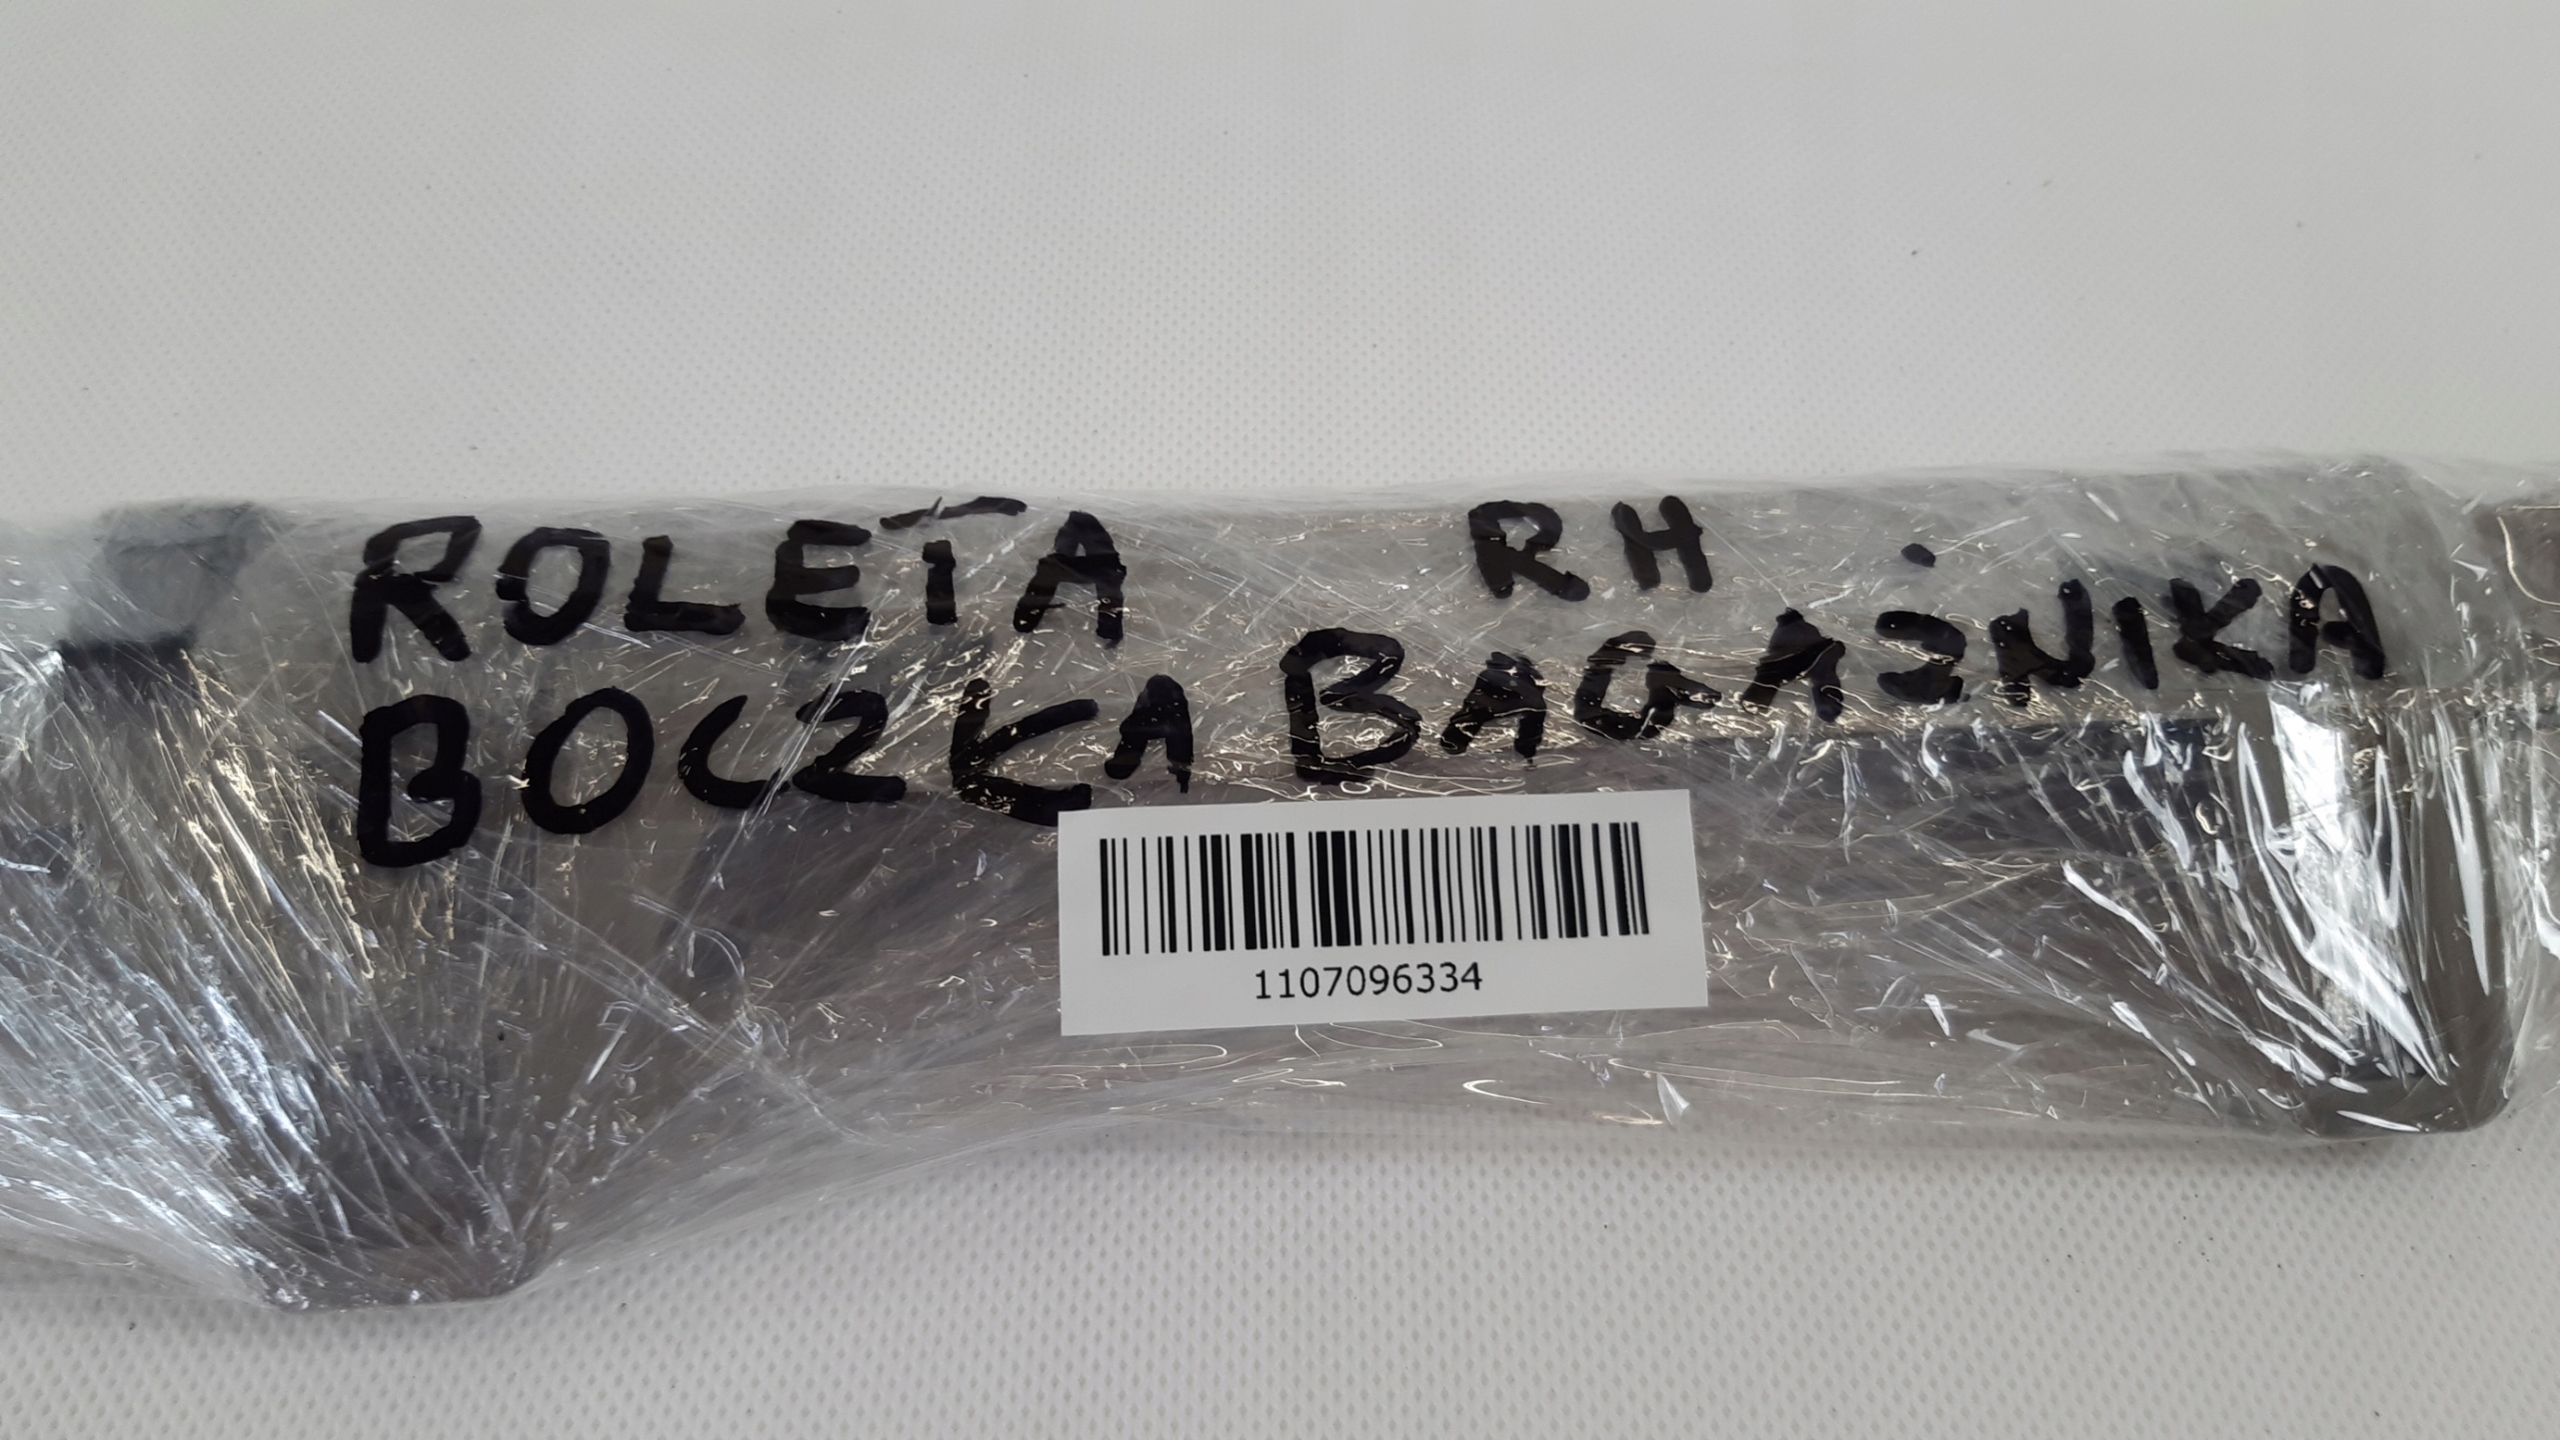 ROLETA RH
BOCZKA BAGAŻNIKA
1107096334